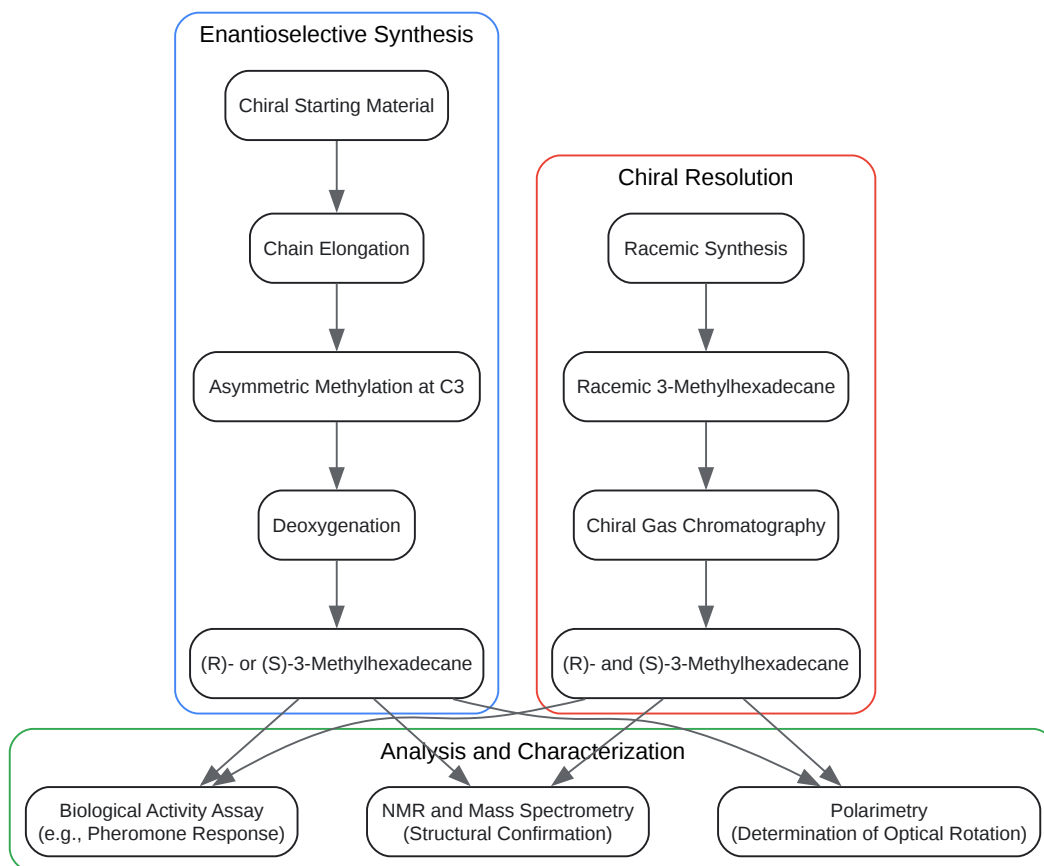 Enantioselective Synthesis
Chiral Starting Material
Chain Elongation
Asymmetric Methylation at C3
Deoxygenation
(R)- or (S)-3-Methylhexadecane
Chiral Resolution
Racemic Synthesis
Racemic 3-Methylhexadecane
Chiral Gas Chromatography
(R)- and (S)-3-Methylhexadecane
Analysis and Characterization
Biological Activity Assay
(e.g., Pheromone Response)
NMR and Mass Spectrometry
(Structural Confirmation)
Polarimetry
(Determination of Optical Rotation)